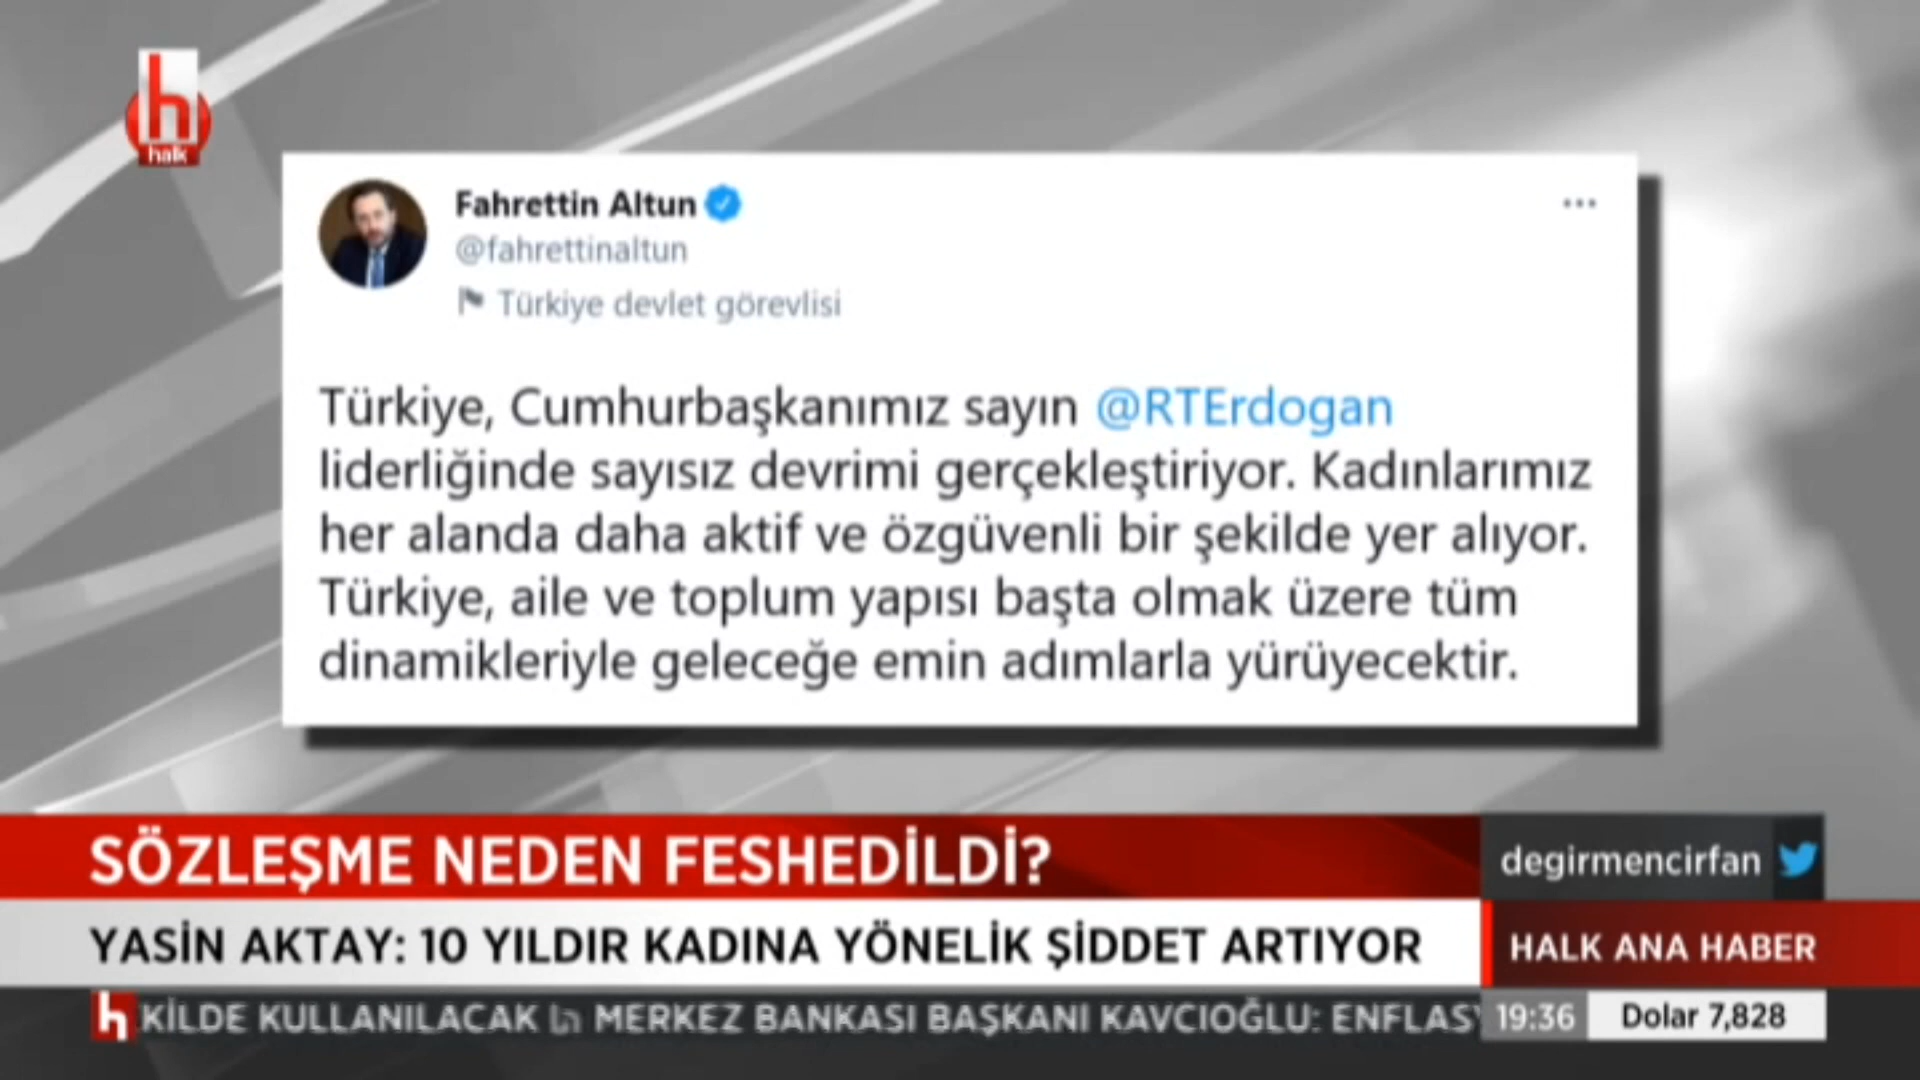 h
halk
Fahrettin Altun
@fahrettinaltun
Türkiye devlet görevlisi
Türkiye, Cumhurbaşkanımız sayın @RTErdogan
liderliğinde sayısız devrimi gerçekleştiriyor. Kadınlarımız
her alanda daha aktif ve özgüvenli bir şekilde yer alıyor.
Türkiye, aile ve toplum yapısı başta olmak üzere tüm
dinamikleriyle geleceğe emin adımlarla yürüyecektir.
SÖZLEŞME NEDEN FESHEDİLDİ?
degirmencirfan
YASİN AKTAY: 10 YILDIR KADINA YÖNELİK ŞİDDET ARTIYOR
HALK ANA HABER
h KİLDE KULLANILACAK h MERKEZ BANKASI BAŞKANI KAVCIOĞLU: ENFLAS
19:36
Dolar 7,828